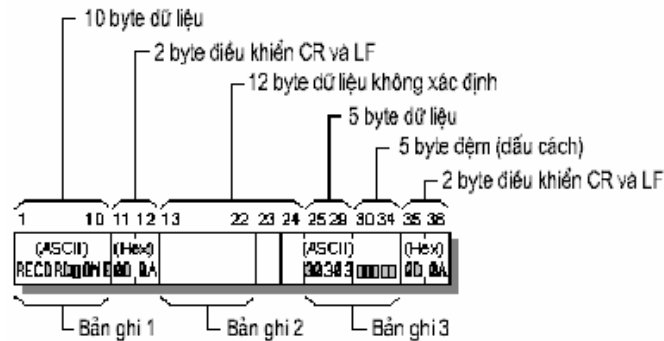 10 byte dữ liệu
2 byte điều khiển CR và LF
12 byte dữ liệu không xác định
5 byte dữ liệu
5 byte đệm (dấu cách)
2 byte điều khiển CR và LF
1 10 11 12 13 22 23 24 25 29 30 34 35 36
(ASCII) (Hex) (ASCII) (Hex)
0D 0A 30303 0D 0A
Bản ghi 1 Bản ghi 2 Bản ghi 3